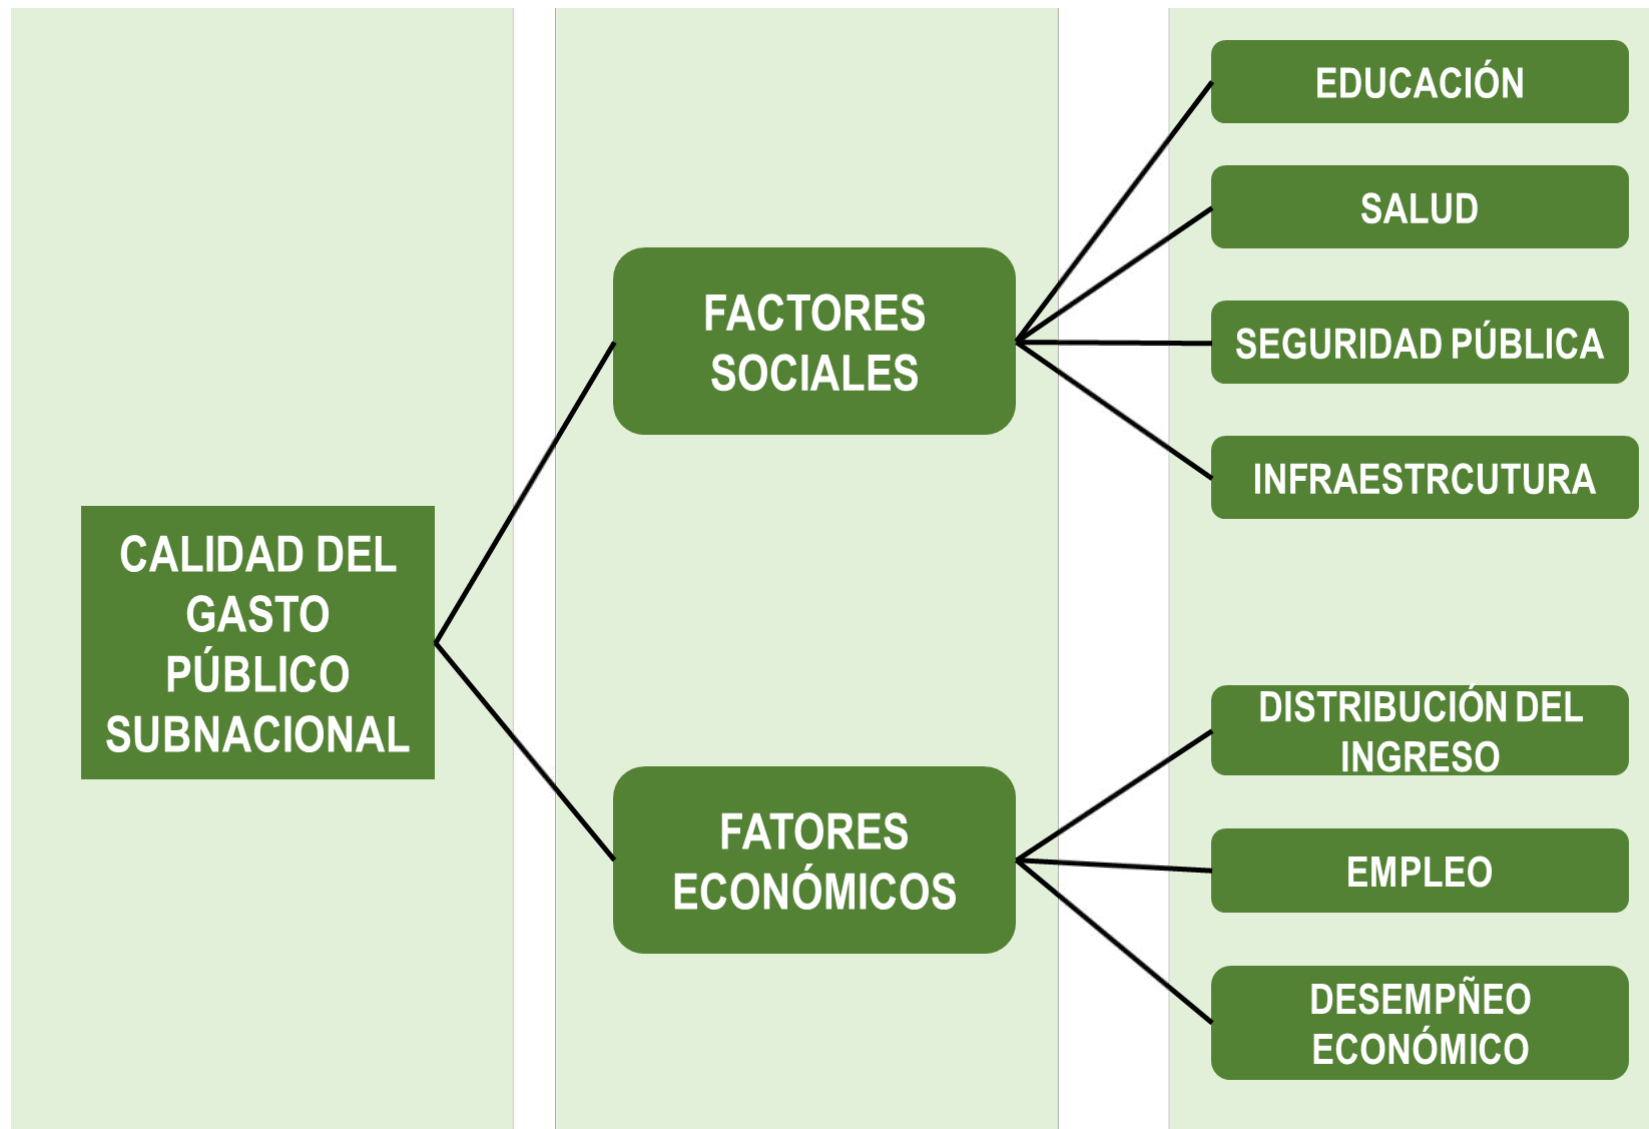 CALIDAD DEL
GASTO
PÚBLICO
SUBNACIONAL
FACTORES
SOCIALES
FATORES
ECONÓMICOS
EDUCACIÓN
SALUD
SEGURIDAD PÚBLICA
INFRAESTRCUTURA
DISTRIBUCIÓN DEL
INGRESO
EMPLEO
DESEMPÑEO
ECONÓMICO